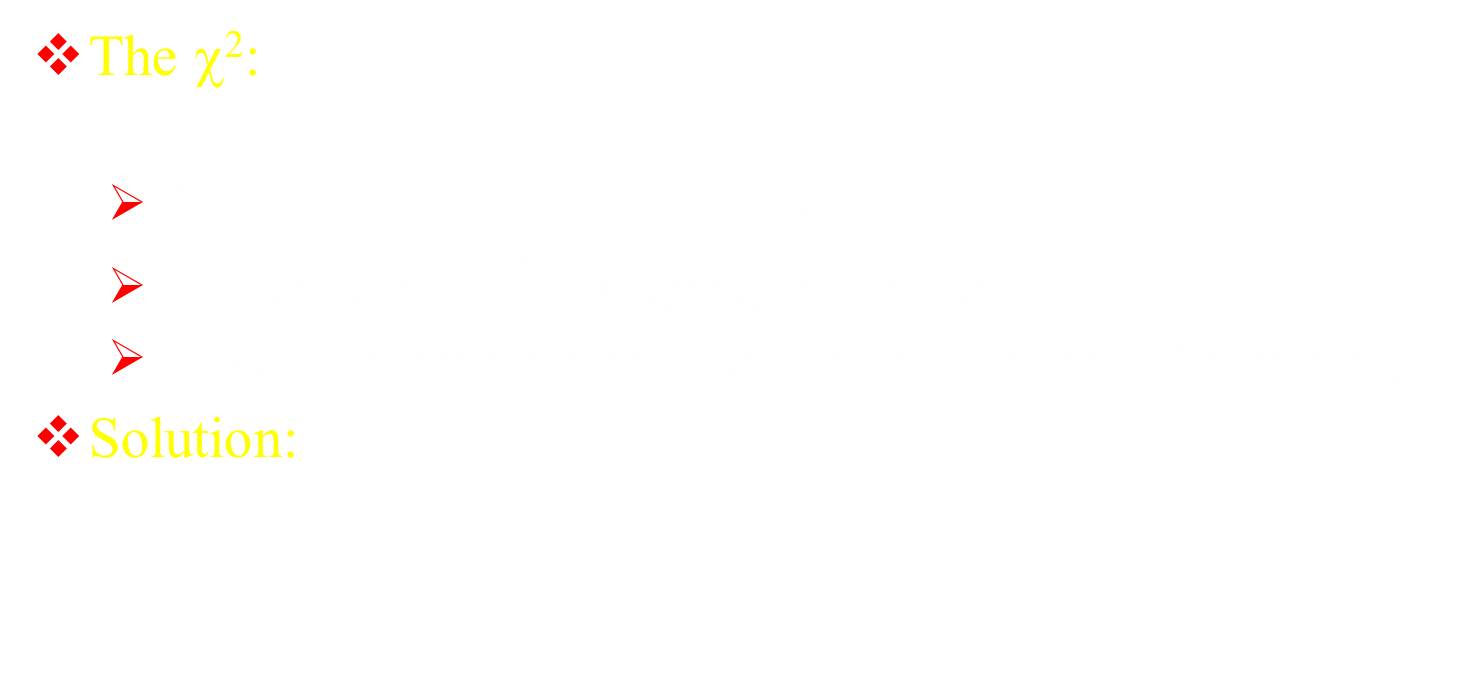 ❖ The χ²:
➢
➢
➢
❖ Solution: